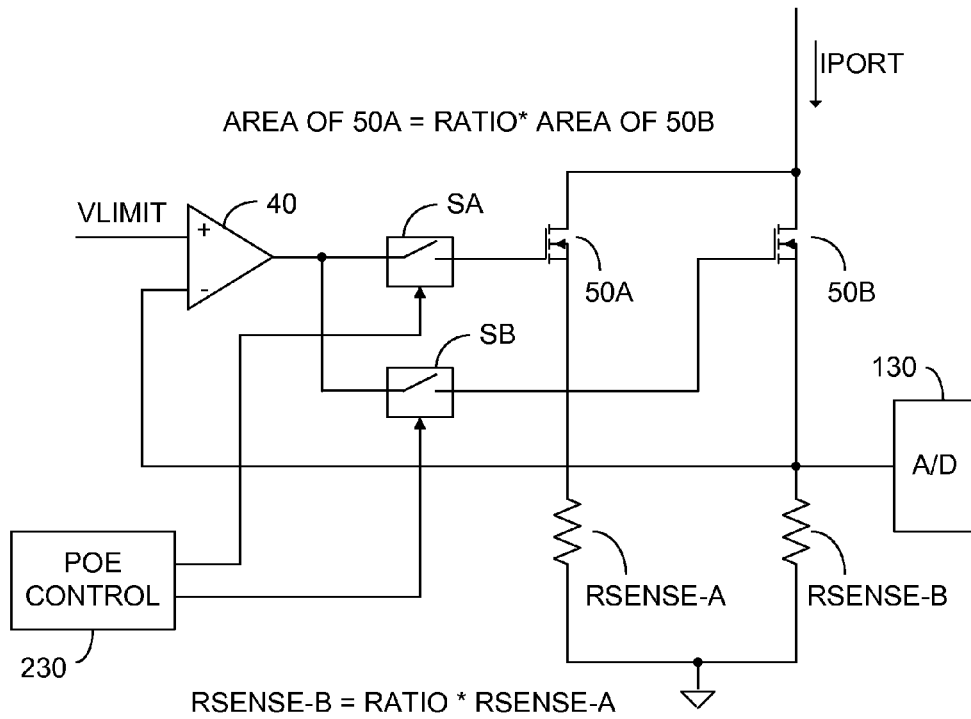 IPORT
AREA OF 50A = RATIO* AREA OF 50B
VLIMIT
40
SA
+
-
50A
50B
SB
130
A/D
POE
CONTROL
RSENSE-A
RSENSE-B
230
RSENSE-B = RATIO * RSENSE-A